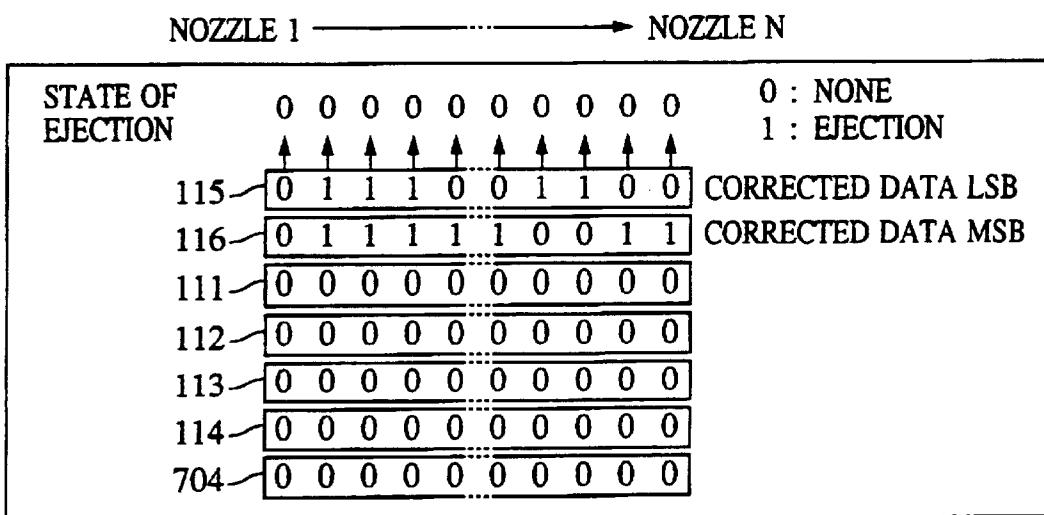 NOZZLE 1 ... NOZZLE N
STATE OF EJECTION 0 0 0 0 0 0 0 0 0 0 0 : NONE
1 : EJECTION
115 0 1 1 1 0 0 1 1 0 0 CORRECTED DATA LSB
116 0 1 1 1 1 1 0 0 1 1 CORRECTED DATA MSB
111 0 0 0 0 0 0 0 0 0 0
112 0 0 0 0 0 0 0 0 0 0
113 0 0 0 0 0 0 0 0 0 0
114 0 0 0 0 0 0 0 0 0 0
704 0 0 0 0 0 0 0 0 0 0